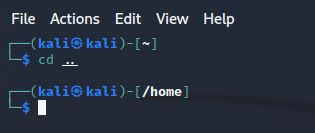 File Actions Edit View Help
┌──(kali㉿kali)-[~]
└─$ cd ..
┌──(kali㉿kali)-[/home]
└─$